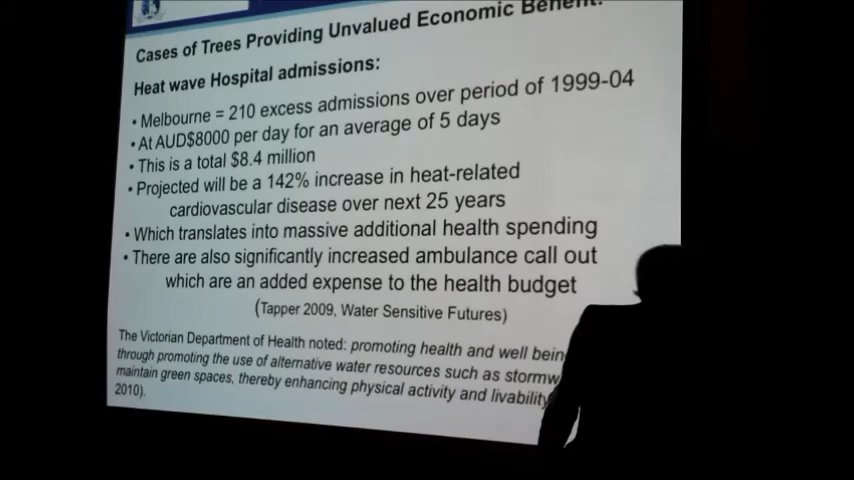 Cases of Trees Providing Unvalued Economic Benefit:
Heat wave Hospital admissions:
• Melbourne = 210 excess admissions over period of 1999-04
• At AUD$8000 per day for an average of 5 days
• This is a total $8.4 million
• Projected will be a 142% increase in heat-related
cardiovascular disease over next 25 years
• Which translates into massive additional health spending
• There are also significantly increased ambulance call out
which are an added expense to the health budget
(Tapper 2009, Water Sensitive Futures)
The Victorian Department of Health noted: promoting health and well bein
through promoting the use of alternative water resources such as stormw
maintain green spaces, thereby enhancing physical activity and livability
2010).